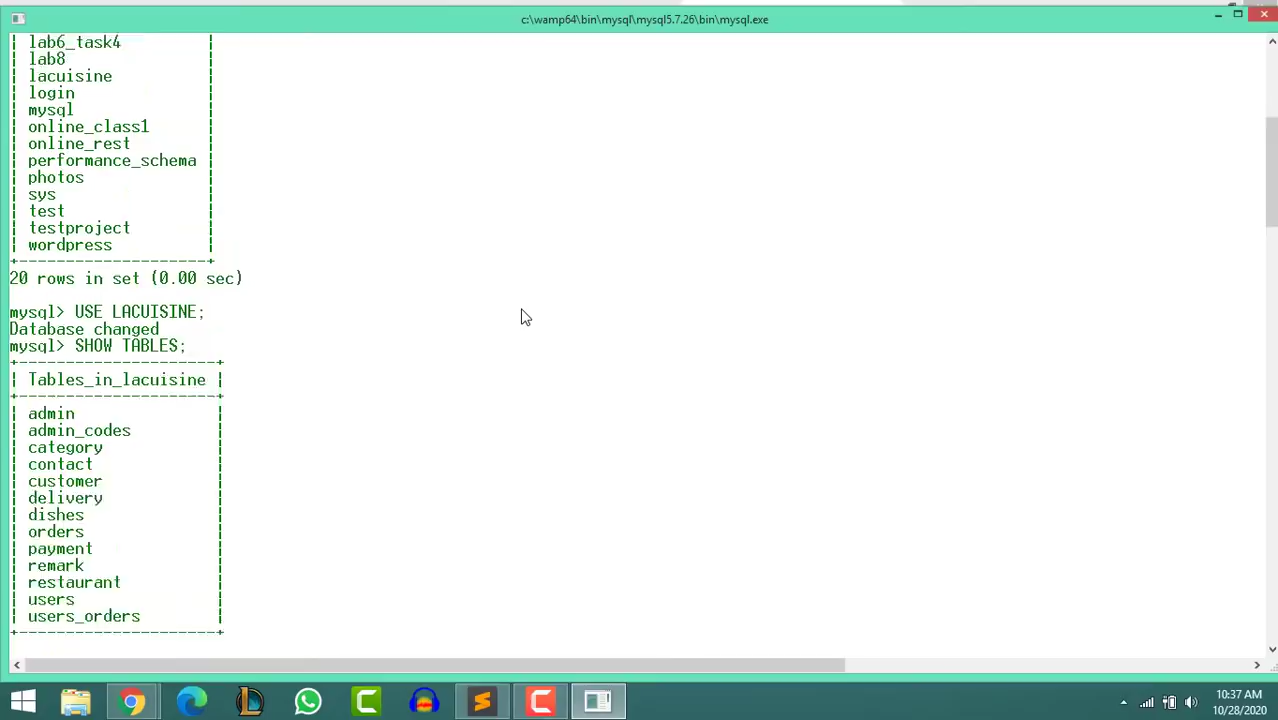 c:\wamp64\bin\mysql\mysql5.7.26\bin\mysql.exe
| lab6_task4 |
| lab8 |
| lacuisine |
| login |
| mysql |
| online_class1 |
| online_rest |
| performance_schema |
| photos |
| sys |
| test |
| testproject |
| wordpress |
+--------------------+
20 rows in set (0.00 sec)
mysql> USE LACUISINE;
Database changed
mysql> SHOW TABLES;
+---------------------+
| Tables_in_lacuisine |
+---------------------+
| admin |
| admin_codes |
| category |
| contact |
| customer |
| delivery |
| dishes |
| orders |
| payment |
| remark |
| restaurant |
| users |
| users_orders |
+---------------------+
10:37 AM
10/28/2020